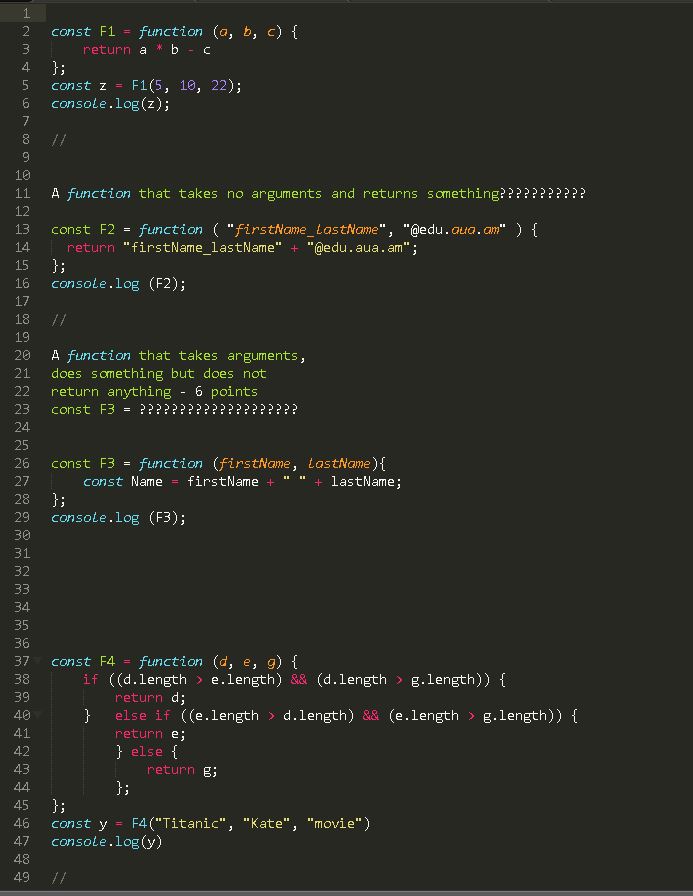 1
2 const F1 = function (a, b, c) {
3     return a * b - c
4 };
5 const z = F1(5, 10, 22);
6 console.log(z);
7
8 //
9
10
11 A function that takes no arguments and returns something???????????
12
13 const F2 = function ( "firstName_lastName", "@edu.aua.am" ) {
14   return "firstName_lastName" + "@edu.aua.am";
15 };
16 console.log (F2);
17
18 //
19
20 A function that takes arguments,
21 does something but does not
22 return anything - 6 points
23 const F3 = ????????????????????
24
25
26 const F3 = function (firstName, lastName){
27     const Name = firstName + " " + lastName;
28 };
29 console.log (F3);
30
31
32
33
34
35
36
37 const F4 = function (d, e, g) {
38     if ((d.length > e.length) && (d.length > g.length)) {
39         return d;
40     }   else if ((e.length > d.length) && (e.length > g.length)) {
41         return e;
42         } else {
43             return g;
44         };
45 };
46 const y = F4("Titanic", "Kate", "movie")
47 console.log(y)
48
49 //